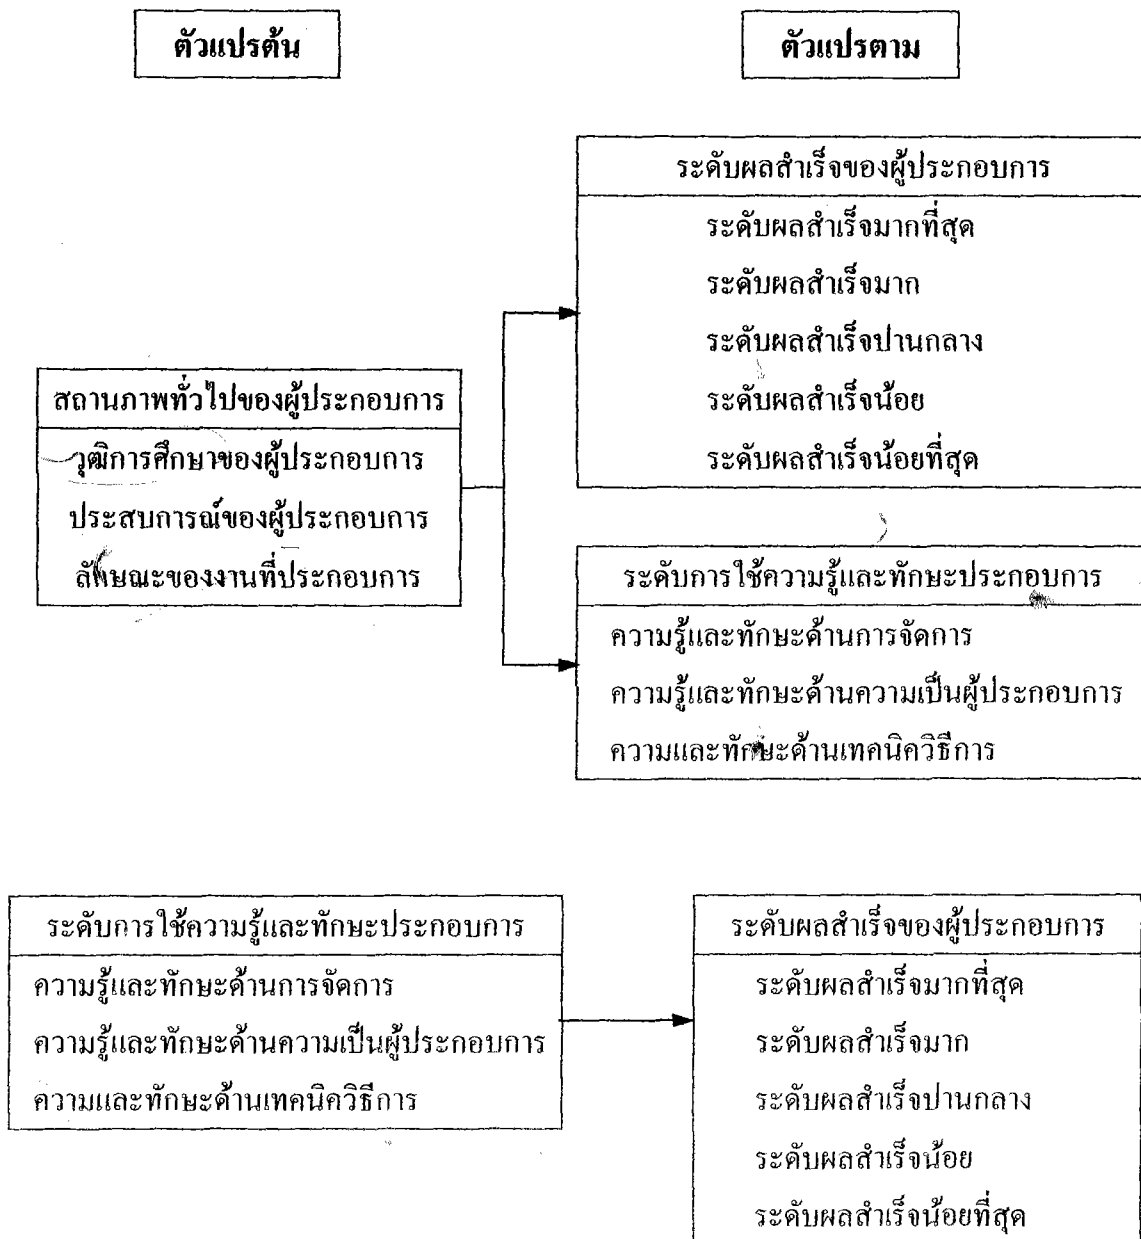 ตัวแปรต้น
ตัวแปรตาม
ระดับผลสำเร็จของผู้ประกอบการ
ระดับผลสำเร็จมากที่สุด
ระดับผลสำเร็จมาก
ระดับผลสำเร็จปานกลาง
ระดับผลสำเร็จน้อย
ระดับผลสำเร็จน้อยที่สุด
สถานภาพทั่วไปของผู้ประกอบการ
วุฒิการศึกษาของผู้ประกอบการ
ประสบการณ์ของผู้ประกอบการ
ลักษณะของงานที่ประกอบการ
ระดับการใช้ความรู้และทักษะประกอบการ
ความรู้และทักษะด้านการจัดการ
ความรู้และทักษะด้านความเป็นผู้ประกอบการ
ความและทักษะด้านเทคนิควิธีการ
ระดับการใช้ความรู้และทักษะประกอบการ
ความรู้และทักษะด้านการจัดการ
ความรู้และทักษะด้านความเป็นผู้ประกอบการ
ความและทักษะด้านเทคนิควิธีการ
ระดับผลสำเร็จของผู้ประกอบการ
ระดับผลสำเร็จมากที่สุด
ระดับผลสำเร็จมาก
ระดับผลสำเร็จปานกลาง
ระดับผลสำเร็จน้อย
ระดับผลสำเร็จน้อยที่สุด